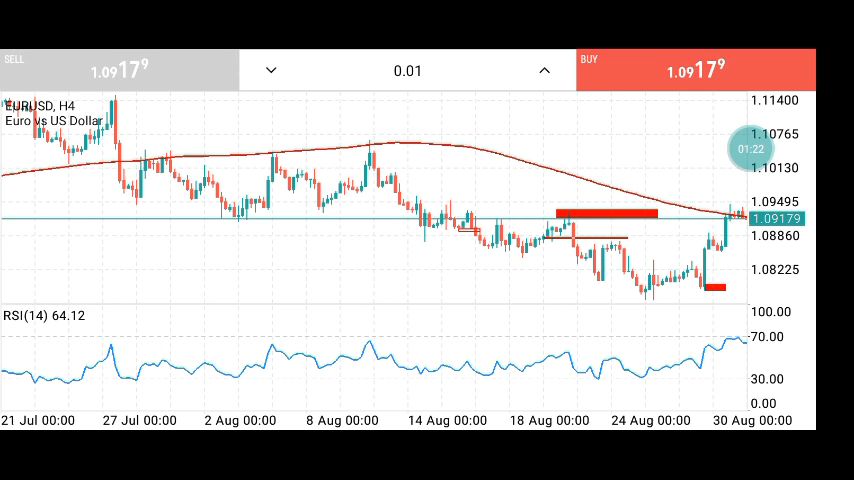 SELL
1.09179
0.01
BUY
1.09179
EURUSD, H4
Euro vs US Dollar
1.11400
1.10765
01:22
1.10130
1.09495
1.09179
1.08860
1.08225
RSI(14) 64.12
100.00
70.00
30.00
0.00
21 Jul 00:00 27 Jul 00:00 2 Aug 00:00 8 Aug 00:00 14 Aug 00:00 18 Aug 00:00 24 Aug 00:00 30 Aug 00:00